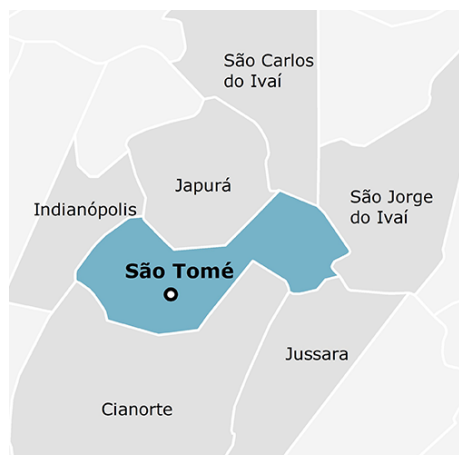 São Carlos
do Ivaí
Japurá
São Jorge
do Ivaí
Indianópolis
São Tomé
Jussara
Cianorte